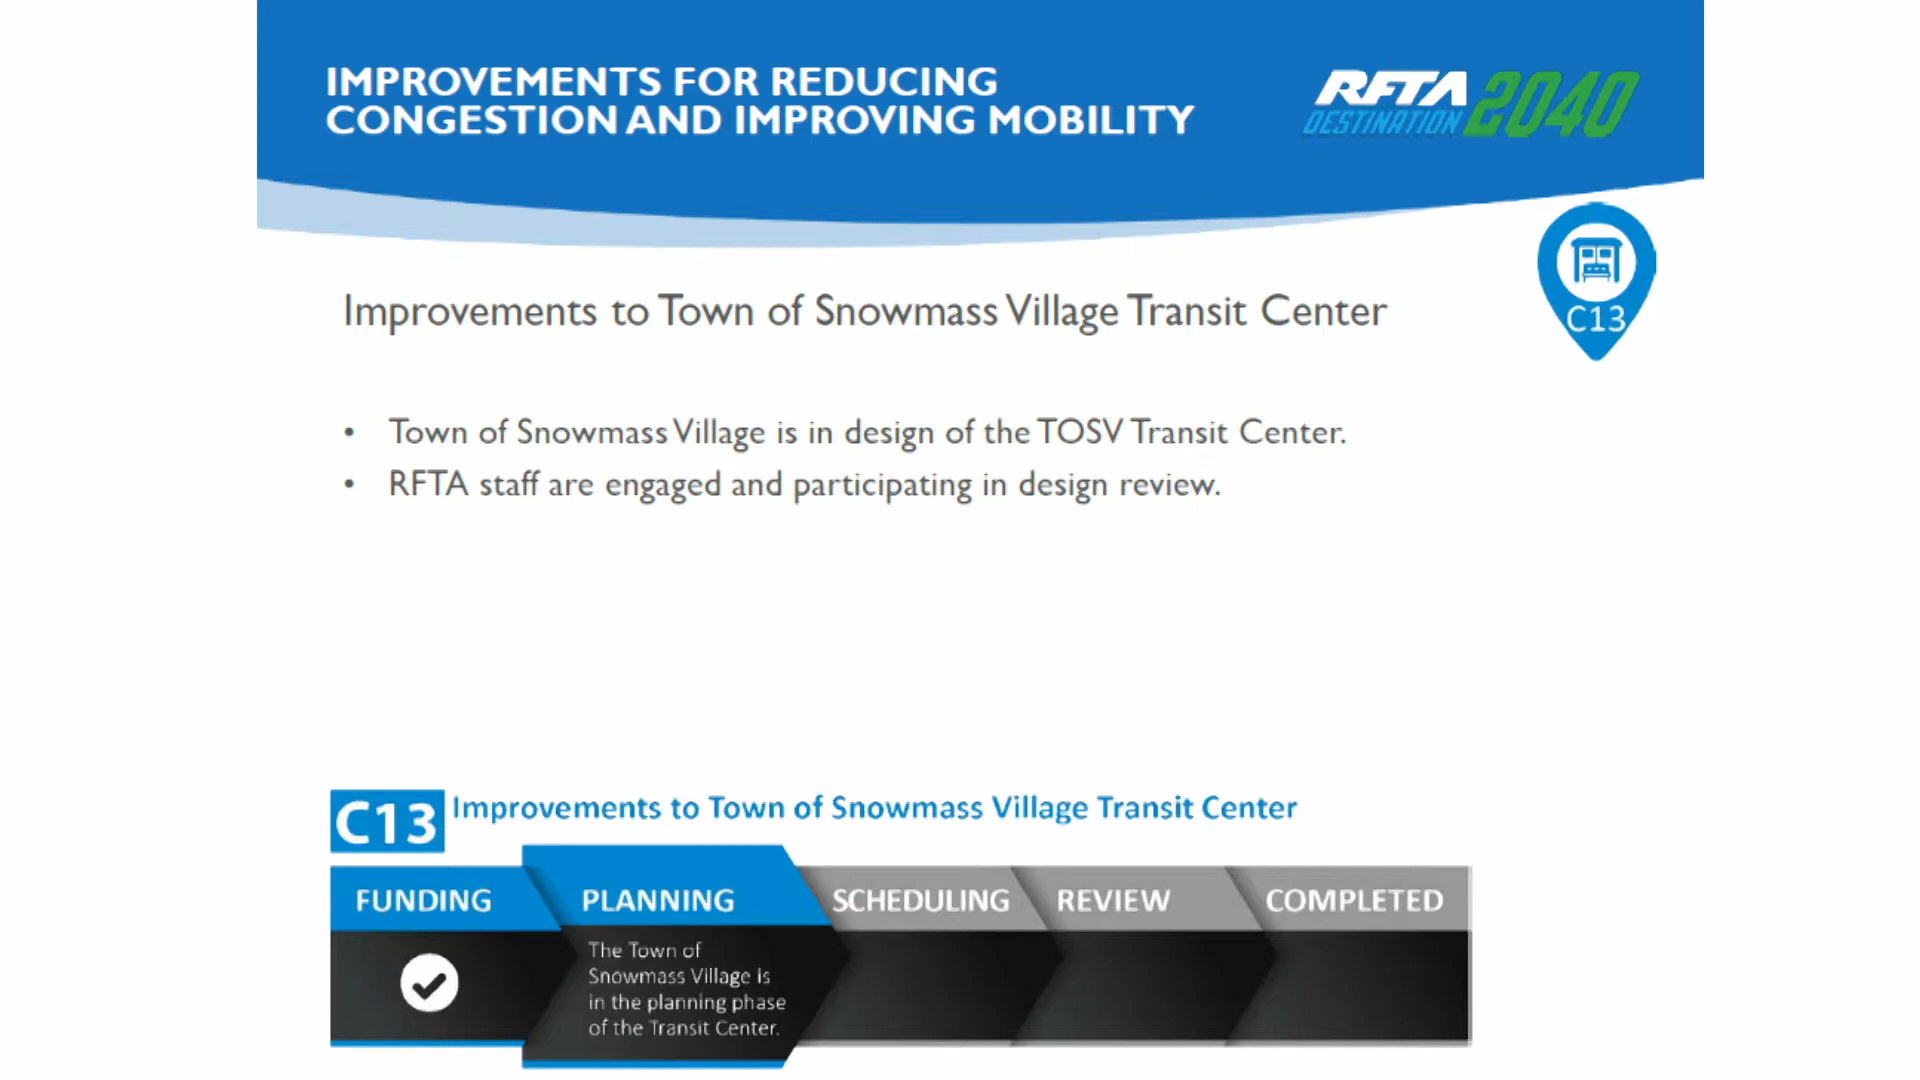 IMPROVEMENTS FOR REDUCING
CONGESTION AND IMPROVING MOBILITY
RFTA
DESTINATION 2040
C13
Improvements to Town of Snowmass Village Transit Center
• Town of Snowmass Village is in design of the TOSV Transit Center.
• RFTA staff are engaged and participating in design review.
C13 Improvements to Town of Snowmass Village Transit Center
FUNDING PLANNING SCHEDULING REVIEW COMPLETED
The Town of
Snowmass Village is
in the planning phase
of the Transit Center.